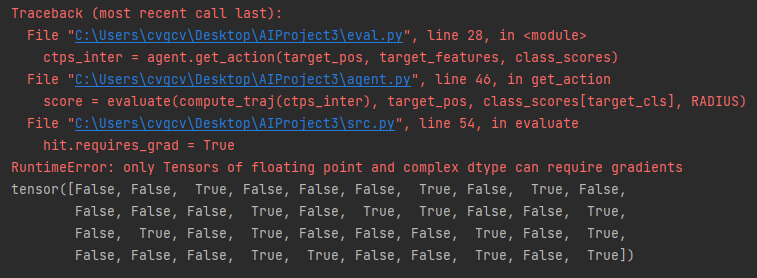 Traceback (most recent call last):
  File "C:\Users\cvqcv\Desktop\AIProject3\eval.py", line 28, in <module>
    ctps_inter = agent.get_action(target_pos, target_features, class_scores)
  File "C:\Users\cvqcv\Desktop\AIProject3\agent.py", line 46, in get_action
    score = evaluate(compute_traj(ctps_inter), target_pos, class_scores[target_cls], RADIUS)
  File "C:\Users\cvqcv\Desktop\AIProject3\src.py", line 54, in evaluate
    hit.requires_grad = True
RuntimeError: only Tensors of floating point and complex dtype can require gradients
tensor([False, False,  True, False, False, False,  True, False,  True, False,
        False, False, False,  True, False,  True, False, False,  True,
        False,  True, False,  True, False, False, False,  True, False,
        False, False, False,  True,  True, False, False,  True, False,  True])